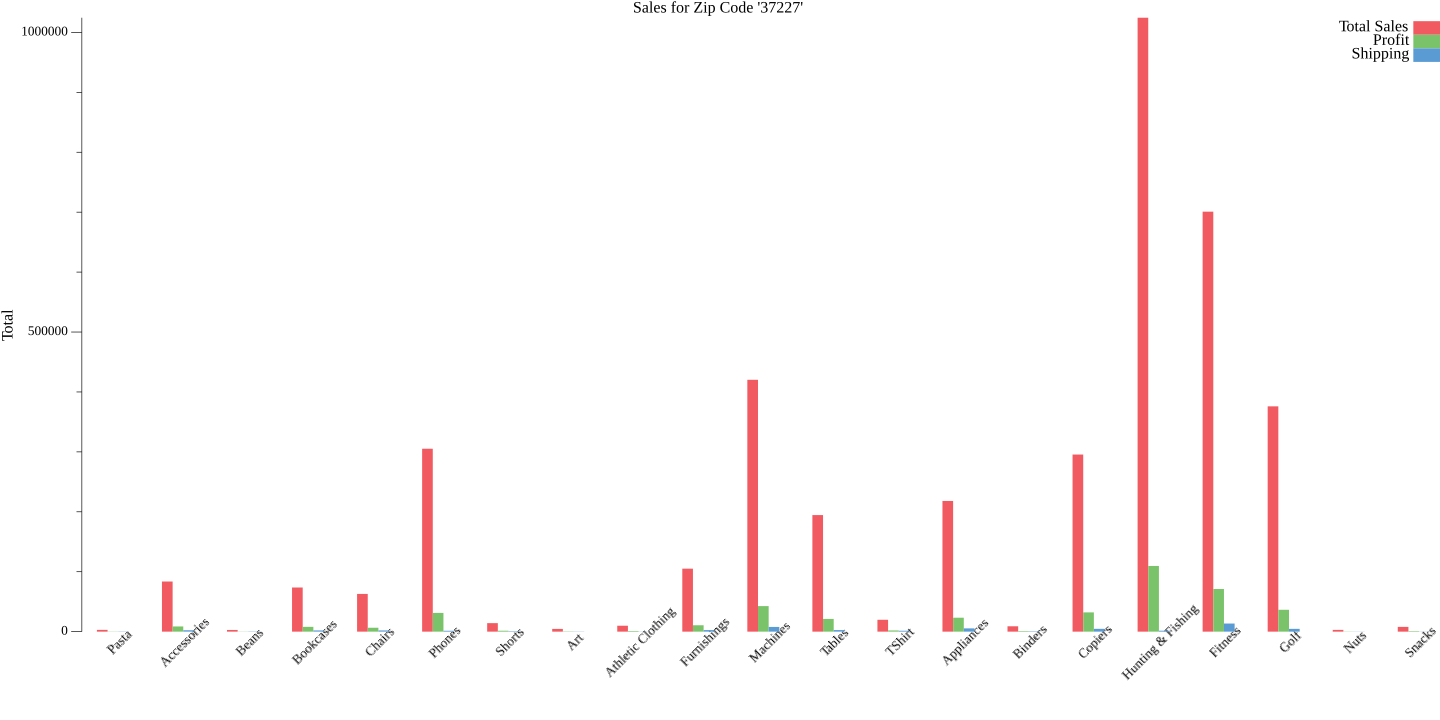 Sales for Zip Code '37227'
1000000
500000
0
Total
Total Sales
Profit
Shipping
Pasta
Accessories
Beans
Bookcases
Chairs
Phones
Shorts
Art
Athletic Clothing
Furnishings
Machines
Tables
TShirt
Appliances
Binders
Copiers
Hunting & Fishing
Fitness
Golf
Nuts
Snacks